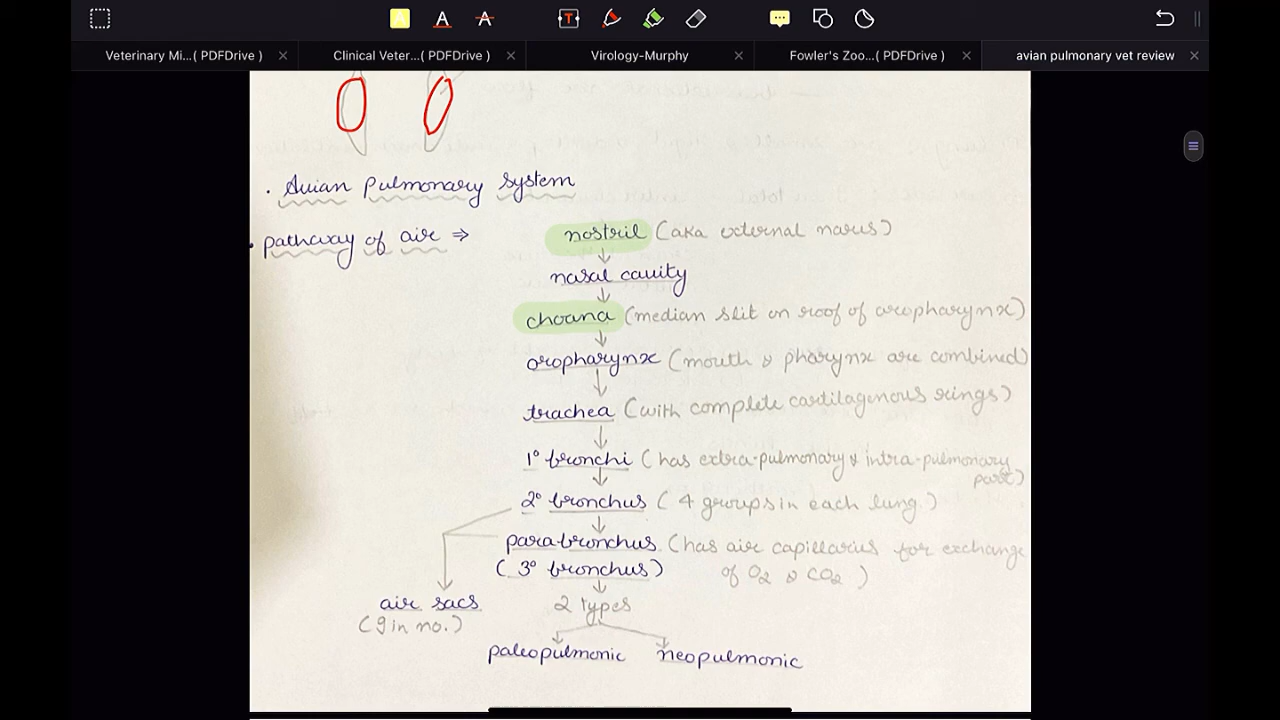 A A T
Veterinary Mi...( PDFDrive )
Clinical Veter...( PDFDrive )
Virology-Murphy
Fowler's Zoo...( PDFDrive )
avian pulmonary vet review
. Avian Pulmonary System
. pathway of air ⇒ nostril (aka external narus)
↓
nasal cavity
↓
choana (median slit on roof of oropharynx)
↓
oropharynx (mouth & pharynx are combined)
↓
trachea (with complete cartilagenous rings)
↓
1° bronchi (has extra-pulmonary & intra-pulmonary
part)
↓
2° bronchus ( 4 groups in each lung )
↓
parabronchus (has air capillarius for exchange
( 3° bronchus) of O2 & CO2 )
↓
air sacs 2 types
(9 in no.)
paleopulmonic neopulmonic